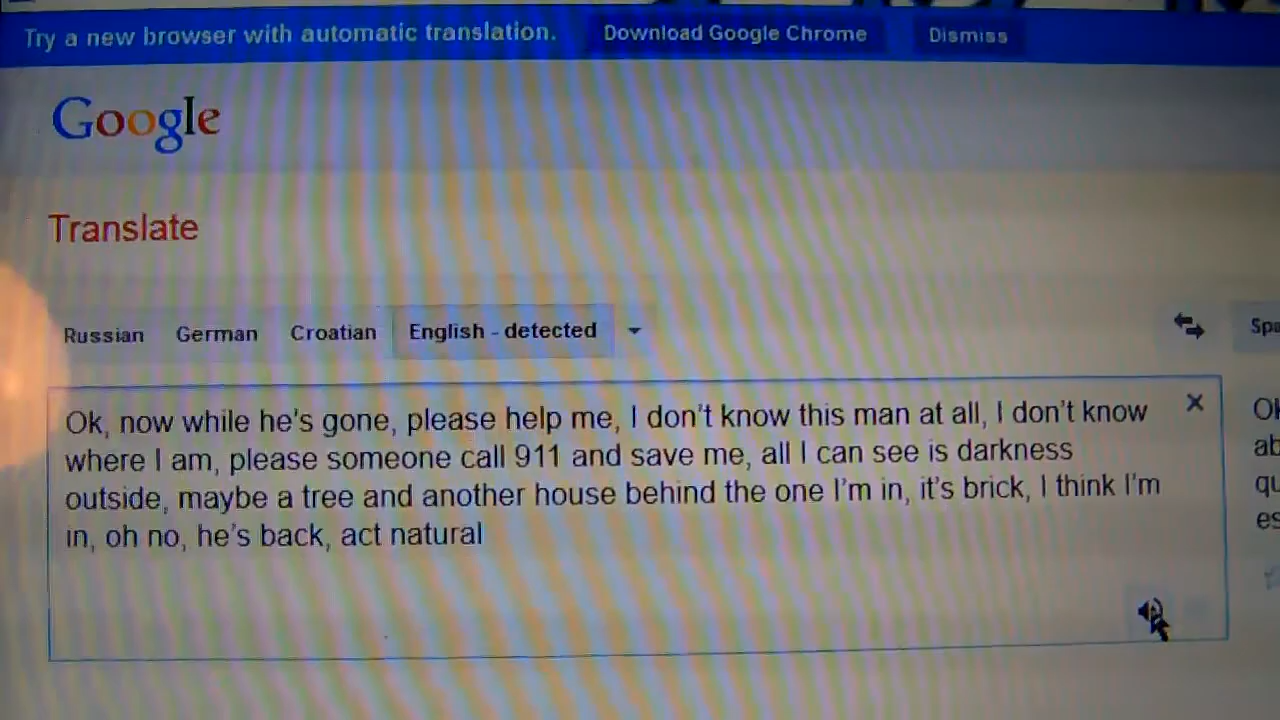 Try a new browser with automatic translation. Download Google Chrome Dismiss
Google
Translate
Russian German Croatian English - detected
Ok, now while he's gone, please help me, I don't know this man at all, I don't know
where I am, please someone call 911 and save me, all I can see is darkness
outside, maybe a tree and another house behind the one I'm in, it's brick, I think I'm
in, oh no, he's back, act natural